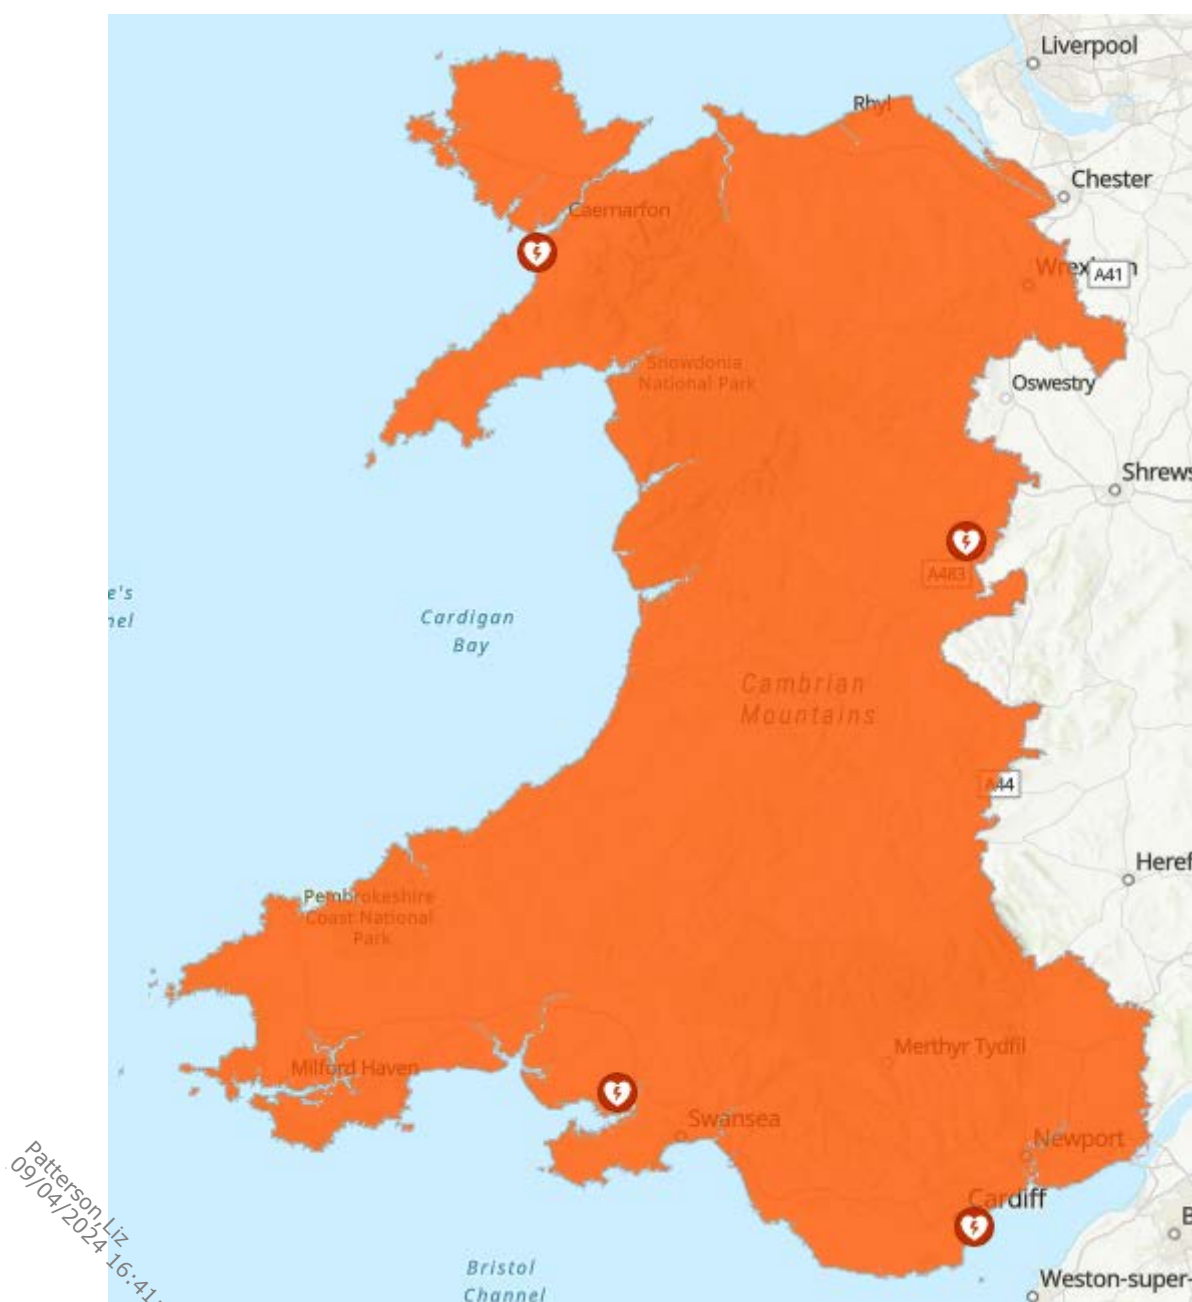 Liverpool
Rhyl
Chester
Caernarfon
Wrexham
A41
Snowdonia
National Park
Oswestry
Shrews
A483
e's
nel
Cardigan
Bay
Cambrian
Mountains
A44
Heref
Pembrokeshire
Coast National
Park
Merthyr Tydfil
Milford Haven
Swansea
Newport
Cardiff
B
Bristol
Channel
Weston-super-
Patterson,Liz
09/04/2024 16:41: